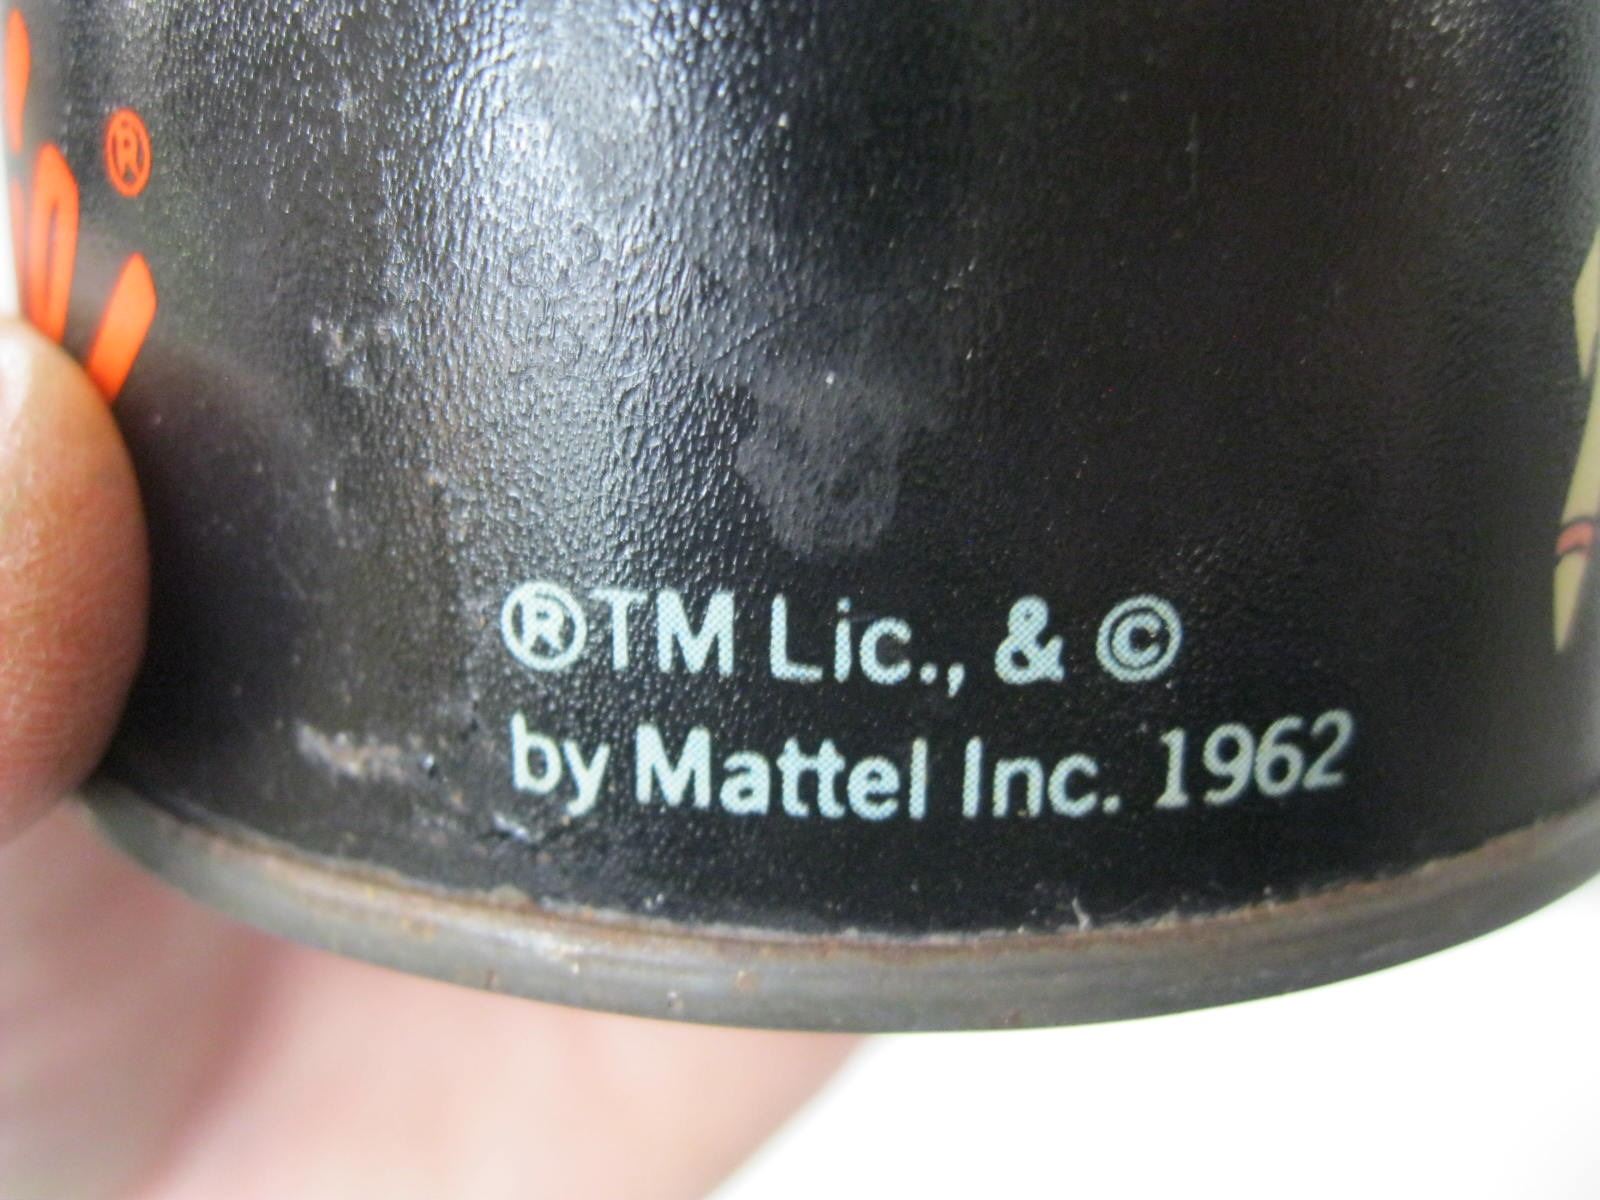 ®
®TM Lic., & ©
by Mattel Inc. 1962